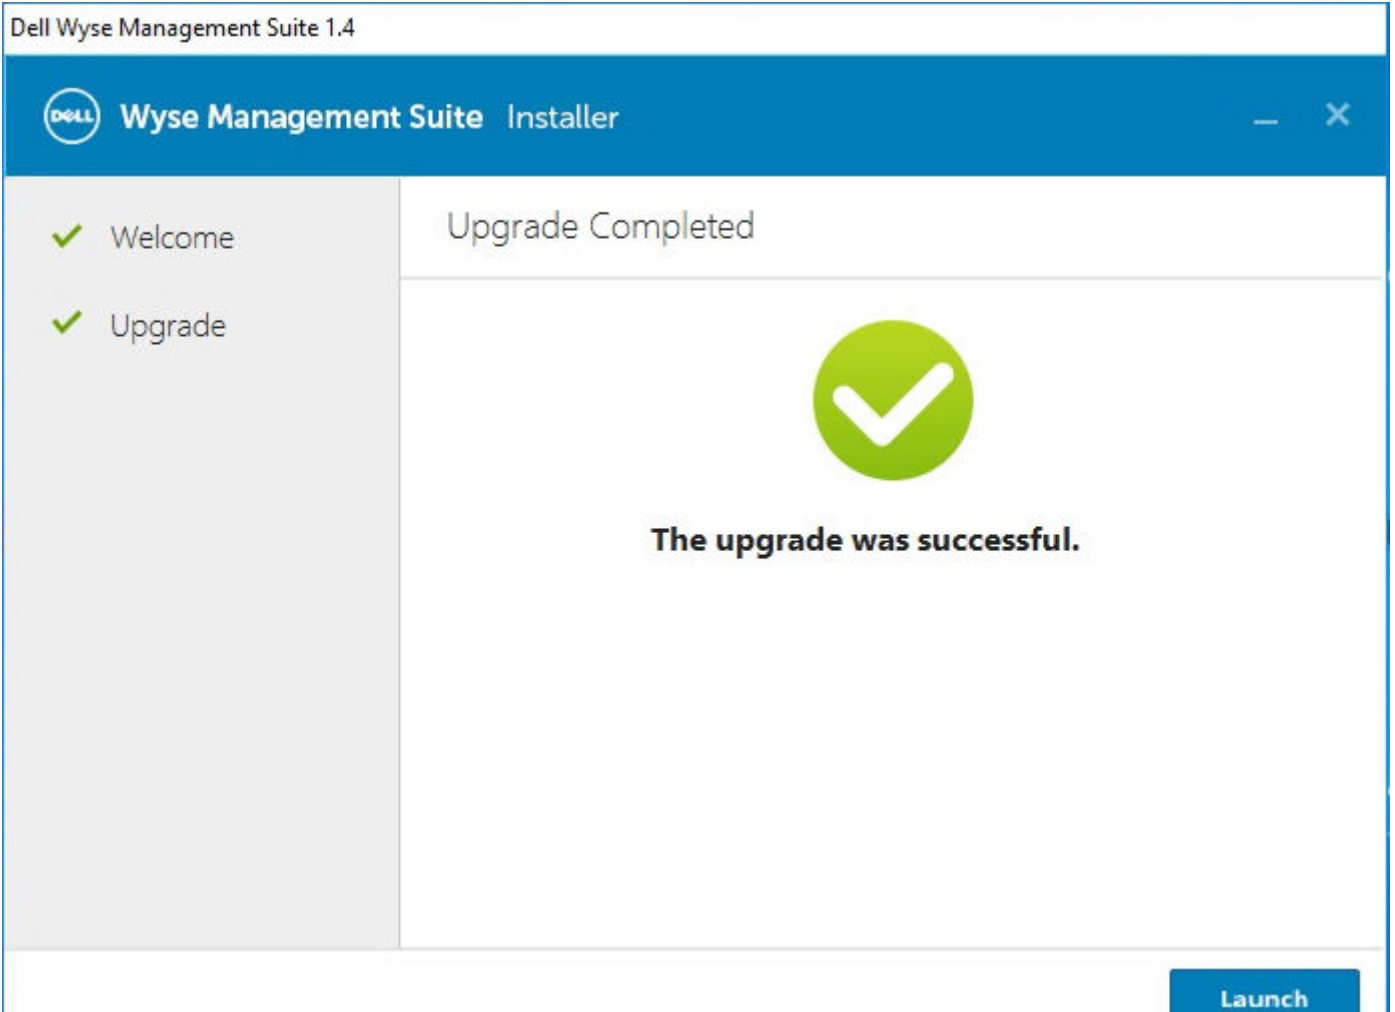 Dell Wyse Management Suite 1.4
DELL Wyse Management Suite Installer
Welcome
Upgrade Completed
Upgrade
The upgrade was successful.
Launch